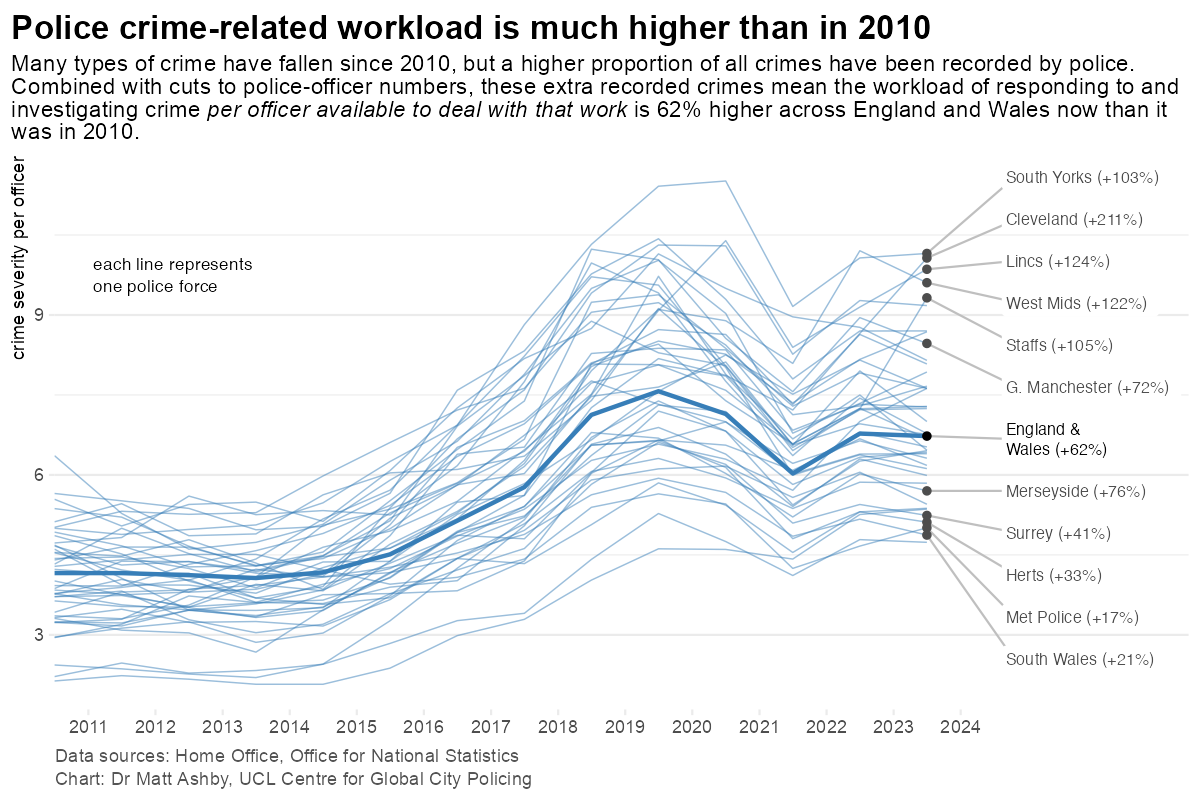 Police crime-related workload is much higher than in 2010
Many types of crime have fallen since 2010, but a higher proportion of all crimes have been recorded by police.
Combined with cuts to police-officer numbers, these extra recorded crimes mean the workload of responding to and
investigating crime per officer available to deal with that work is 62% higher across England and Wales now than it
was in 2010.
crime severity per officer
each line represents
one police force
9
6
3
South Yorks (+103%)
Cleveland (+211%)
Lincs (+124%)
West Mids (+122%)
Staffs (+105%)
G. Manchester (+72%)
England &
Wales (+62%)
Merseyside (+76%)
Surrey (+41%)
Herts (+33%)
Met Police (+17%)
South Wales (+21%)
2011 2012 2013 2014 2015 2016 2017 2018 2019 2020 2021 2022 2023 2024
Data sources: Home Office, Office for National Statistics
Chart: Dr Matt Ashby, UCL Centre for Global City Policing